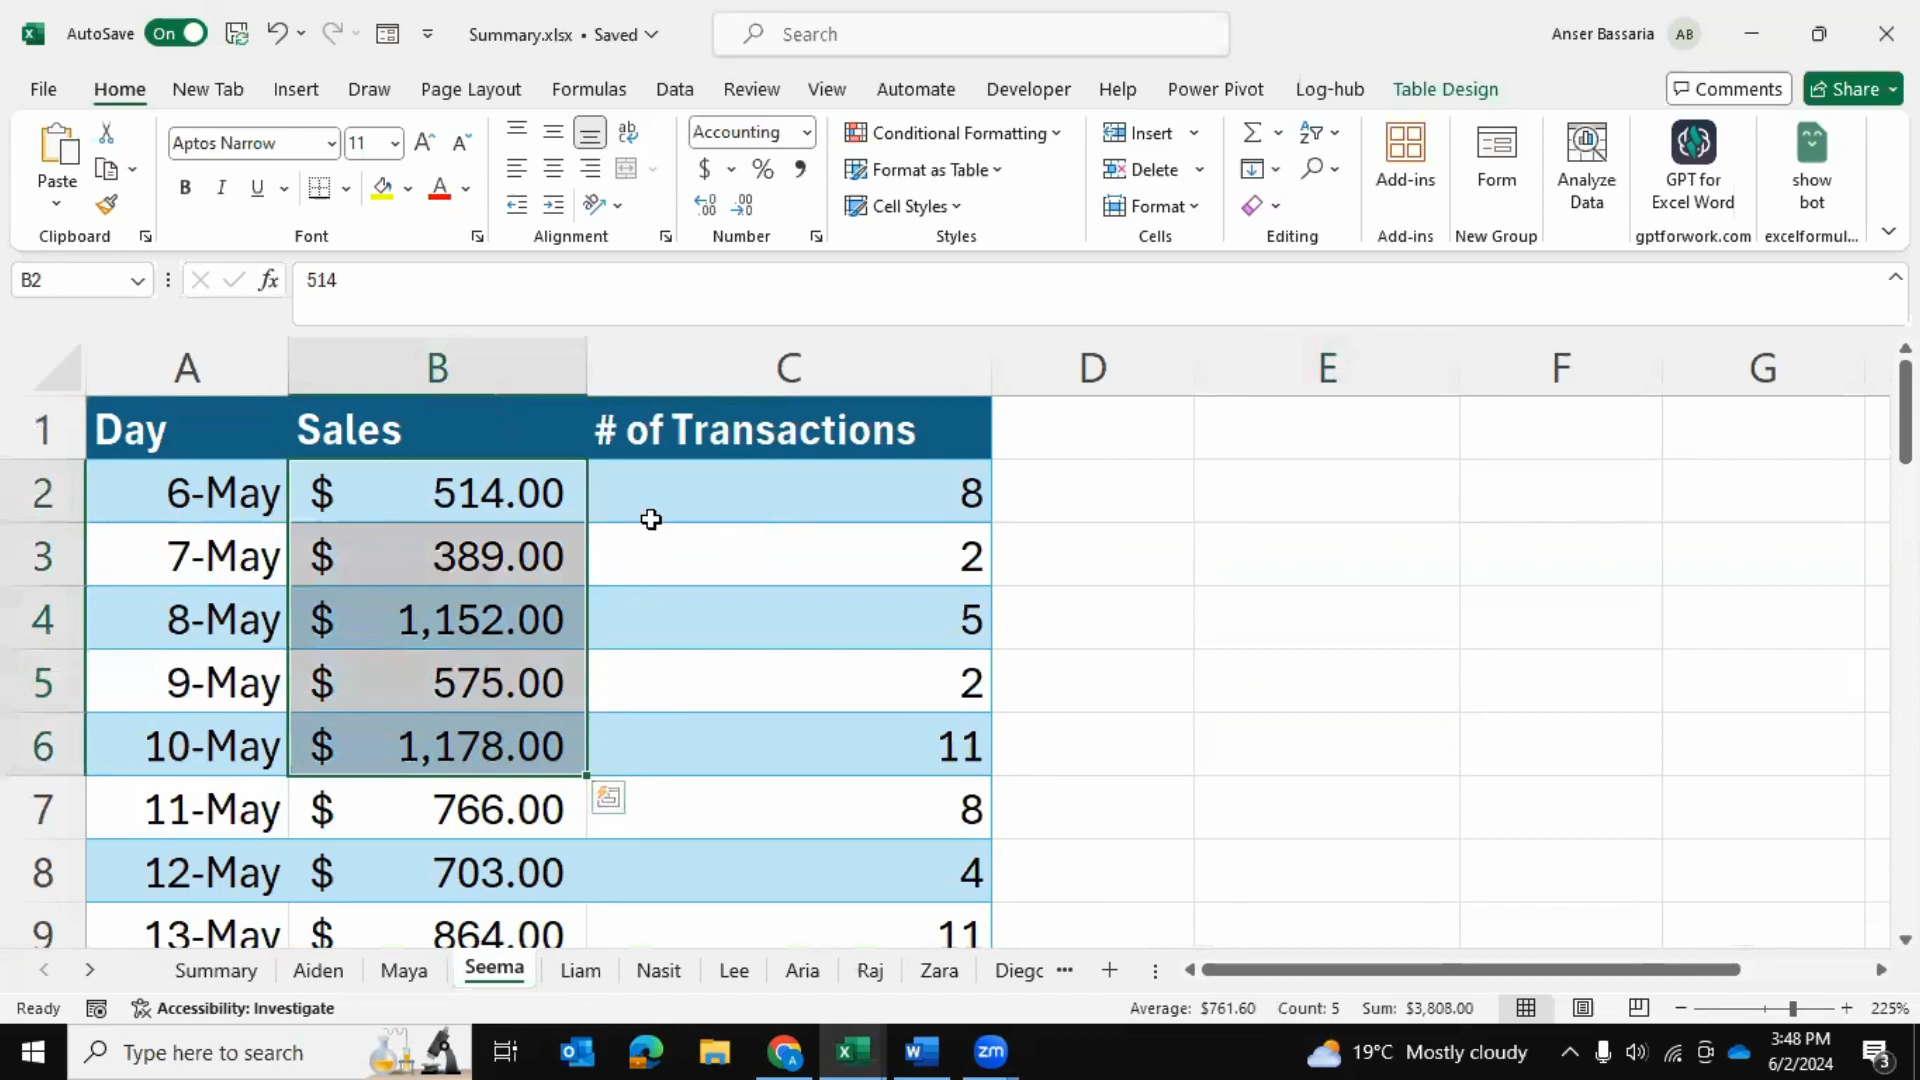 AutoSave On Summary.xlsx • Saved Search Anser Bassaria AB
File Home New Tab Insert Draw Page Layout Formulas Data Review View Automate Developer Help Power Pivot Log-hub Table Design Comments Share
Paste Aptos Narrow 11 A A B I U A ab Accounting $ % , Conditional Formatting Format as Table Cell Styles Insert Delete Format Add-ins Form Analyze Data GPT for Excel Word show bot
Clipboard Font Alignment Number Styles Cells Editing Add-ins New Group gptforwork.com excelformul...
B2 fx 514
A B C D E F G
1 Day Sales # of Transactions
2 6-May $ 514.00 8
3 7-May $ 389.00 2
4 8-May $ 1,152.00 5
5 9-May $ 575.00 2
6 10-May $ 1,178.00 11
7 11-May $ 766.00 8
8 12-May $ 703.00 4
9 13-May $ 864.00 11
Summary Aiden Maya Seema Liam Nasit Lee Aria Raj Zara Diego ...
Ready Accessibility: Investigate Average: $761.60 Count: 5 Sum: $3,808.00 225%
Type here to search zm 19°C Mostly cloudy 3:48 PM
6/2/2024 3